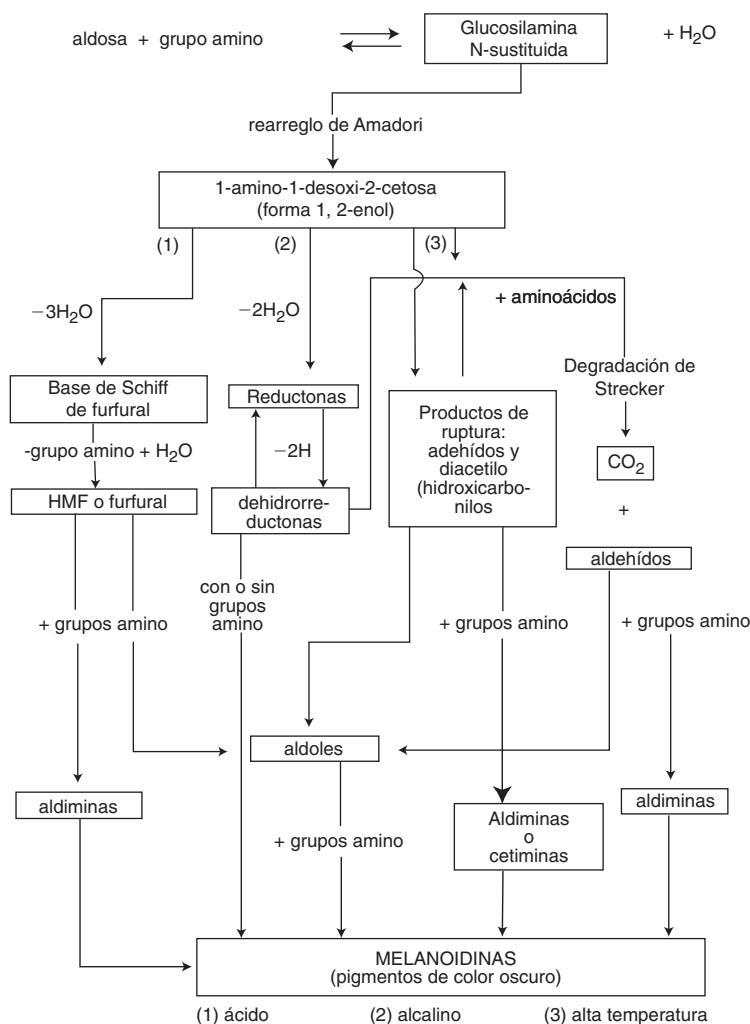 aldosa + grupo amino
Glucosilamina
N-sustituida
+ H2O
rearreglo de Amadori
1-amino-1-desoxi-2-cetosa
(forma 1, 2-enol)
(1)
(2)
(3)
−3H2O
−2H2O
+ aminoácidos
Degradación de
Strecker
Base de Schiff
de furfural
Reductonas
Productos de
ruptura:
adehídos y
diacetilo
(hidroxicarbo-
nilos
-grupo amino + H2O
−2H
CO2
HMF o furfural
dehidrorre-
ductonas
+
aldehídos
con o sin
grupos
amino
+ grupos amino
+ grupos amino
+ grupos amino
aldoles
aldiminas
Aldiminas
o
cetiminas
aldiminas
+ grupos amino
MELANOIDINAS
(pigmentos de color oscuro)
(1) ácido
(2) alcalino
(3) alta temperatura